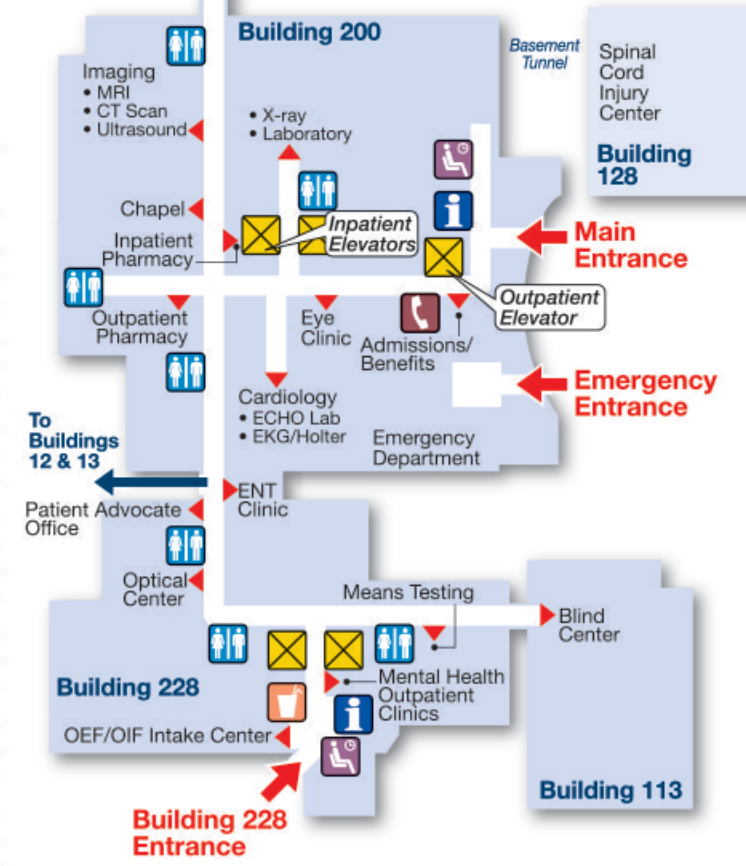 Building 200
Basement
Tunnel
Spinal
Cord
Injury
Center
Building
128
Imaging
• MRI
• CT Scan
• Ultrasound
• X-ray
• Laboratory
Chapel
Inpatient
Pharmacy
Inpatient
Elevators
Main
Entrance
Outpatient
Elevator
Outpatient
Pharmacy
Eye
Clinic
Admissions/
Benefits
Emergency
Entrance
Cardiology
• ECHO Lab
• EKG/Holter
Emergency
Department
To
Buildings
12 & 13
ENT
Clinic
Patient Advocate
Office
Optical
Center
Means Testing
Blind
Center
Building 228
Mental Health
Outpatient
Clinics
OEF/OIF Intake Center
Building 113
Building 228
Entrance